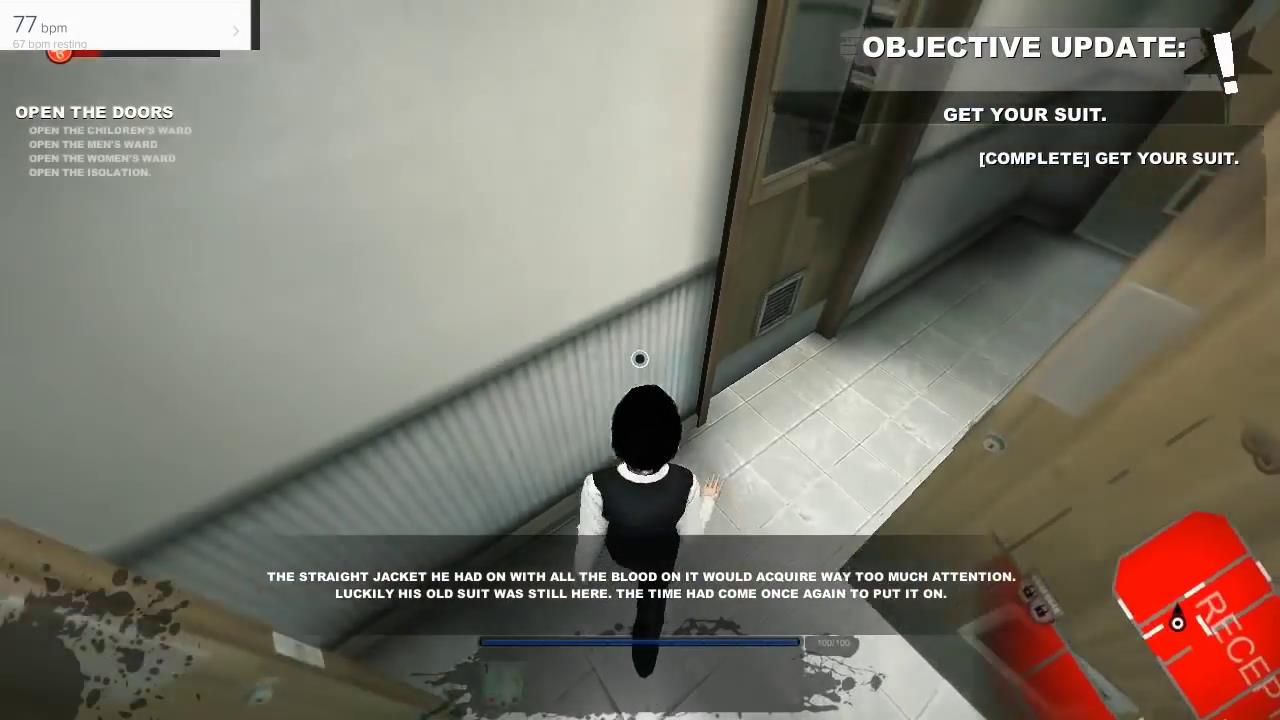 77 bpm
67 bpm resting
OPEN THE DOORS
OPEN THE CHILDREN'S WARD
OPEN THE MEN'S WARD
OPEN THE WOMEN'S WARD
OPEN THE ISOLATION.
OBJECTIVE UPDATE:
GET YOUR SUIT.
[COMPLETE] GET YOUR SUIT.
THE STRAIGHT JACKET HE HAD ON WITH ALL THE BLOOD ON IT WOULD ACQUIRE WAY TOO MUCH ATTENTION.
LUCKILY HIS OLD SUIT WAS STILL HERE. THE TIME HAD COME ONCE AGAIN TO PUT IT ON.
100/100
RECEP